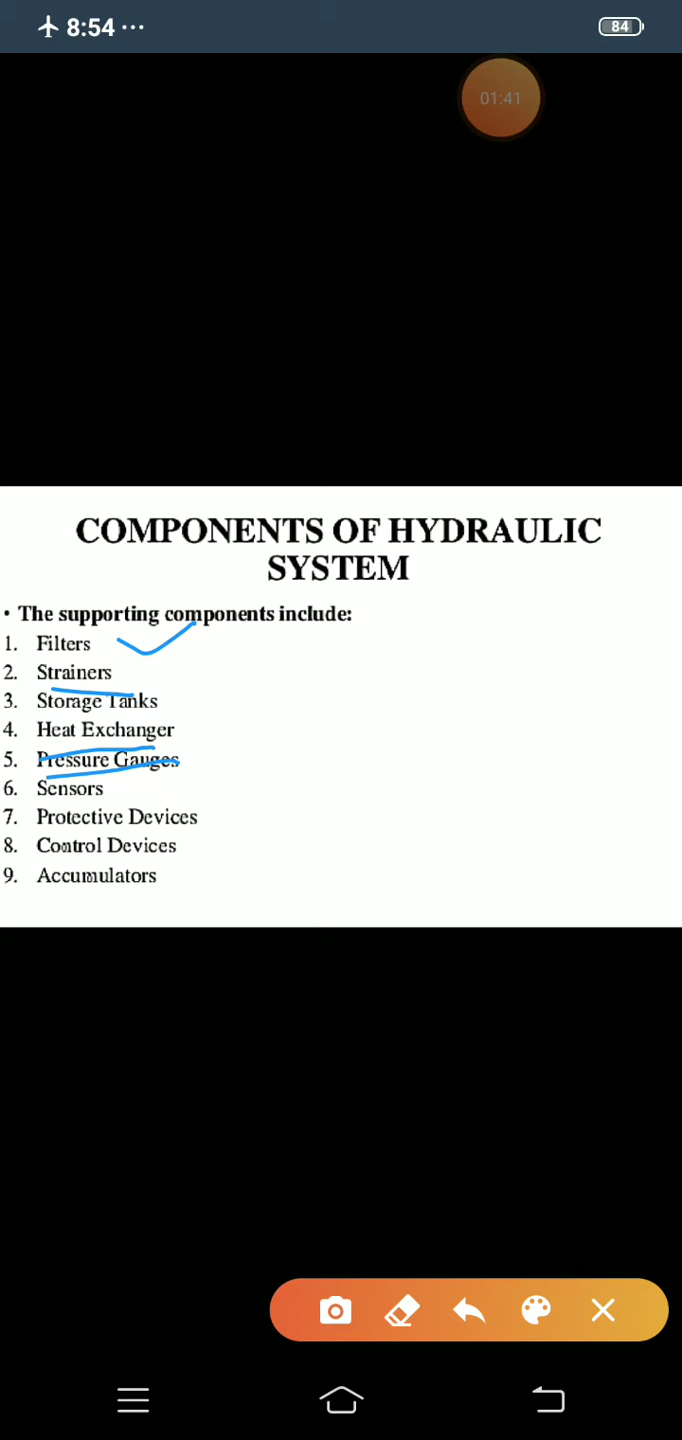 8:54 ...
84
01:41
COMPONENTS OF HYDRAULIC
SYSTEM
• The supporting components include:
1. Filters
2. Strainers
3. Storage Tanks
4. Heat Exchanger
5. Pressure Gauges
6. Sensors
7. Protective Devices
8. Control Devices
9. Accumulators